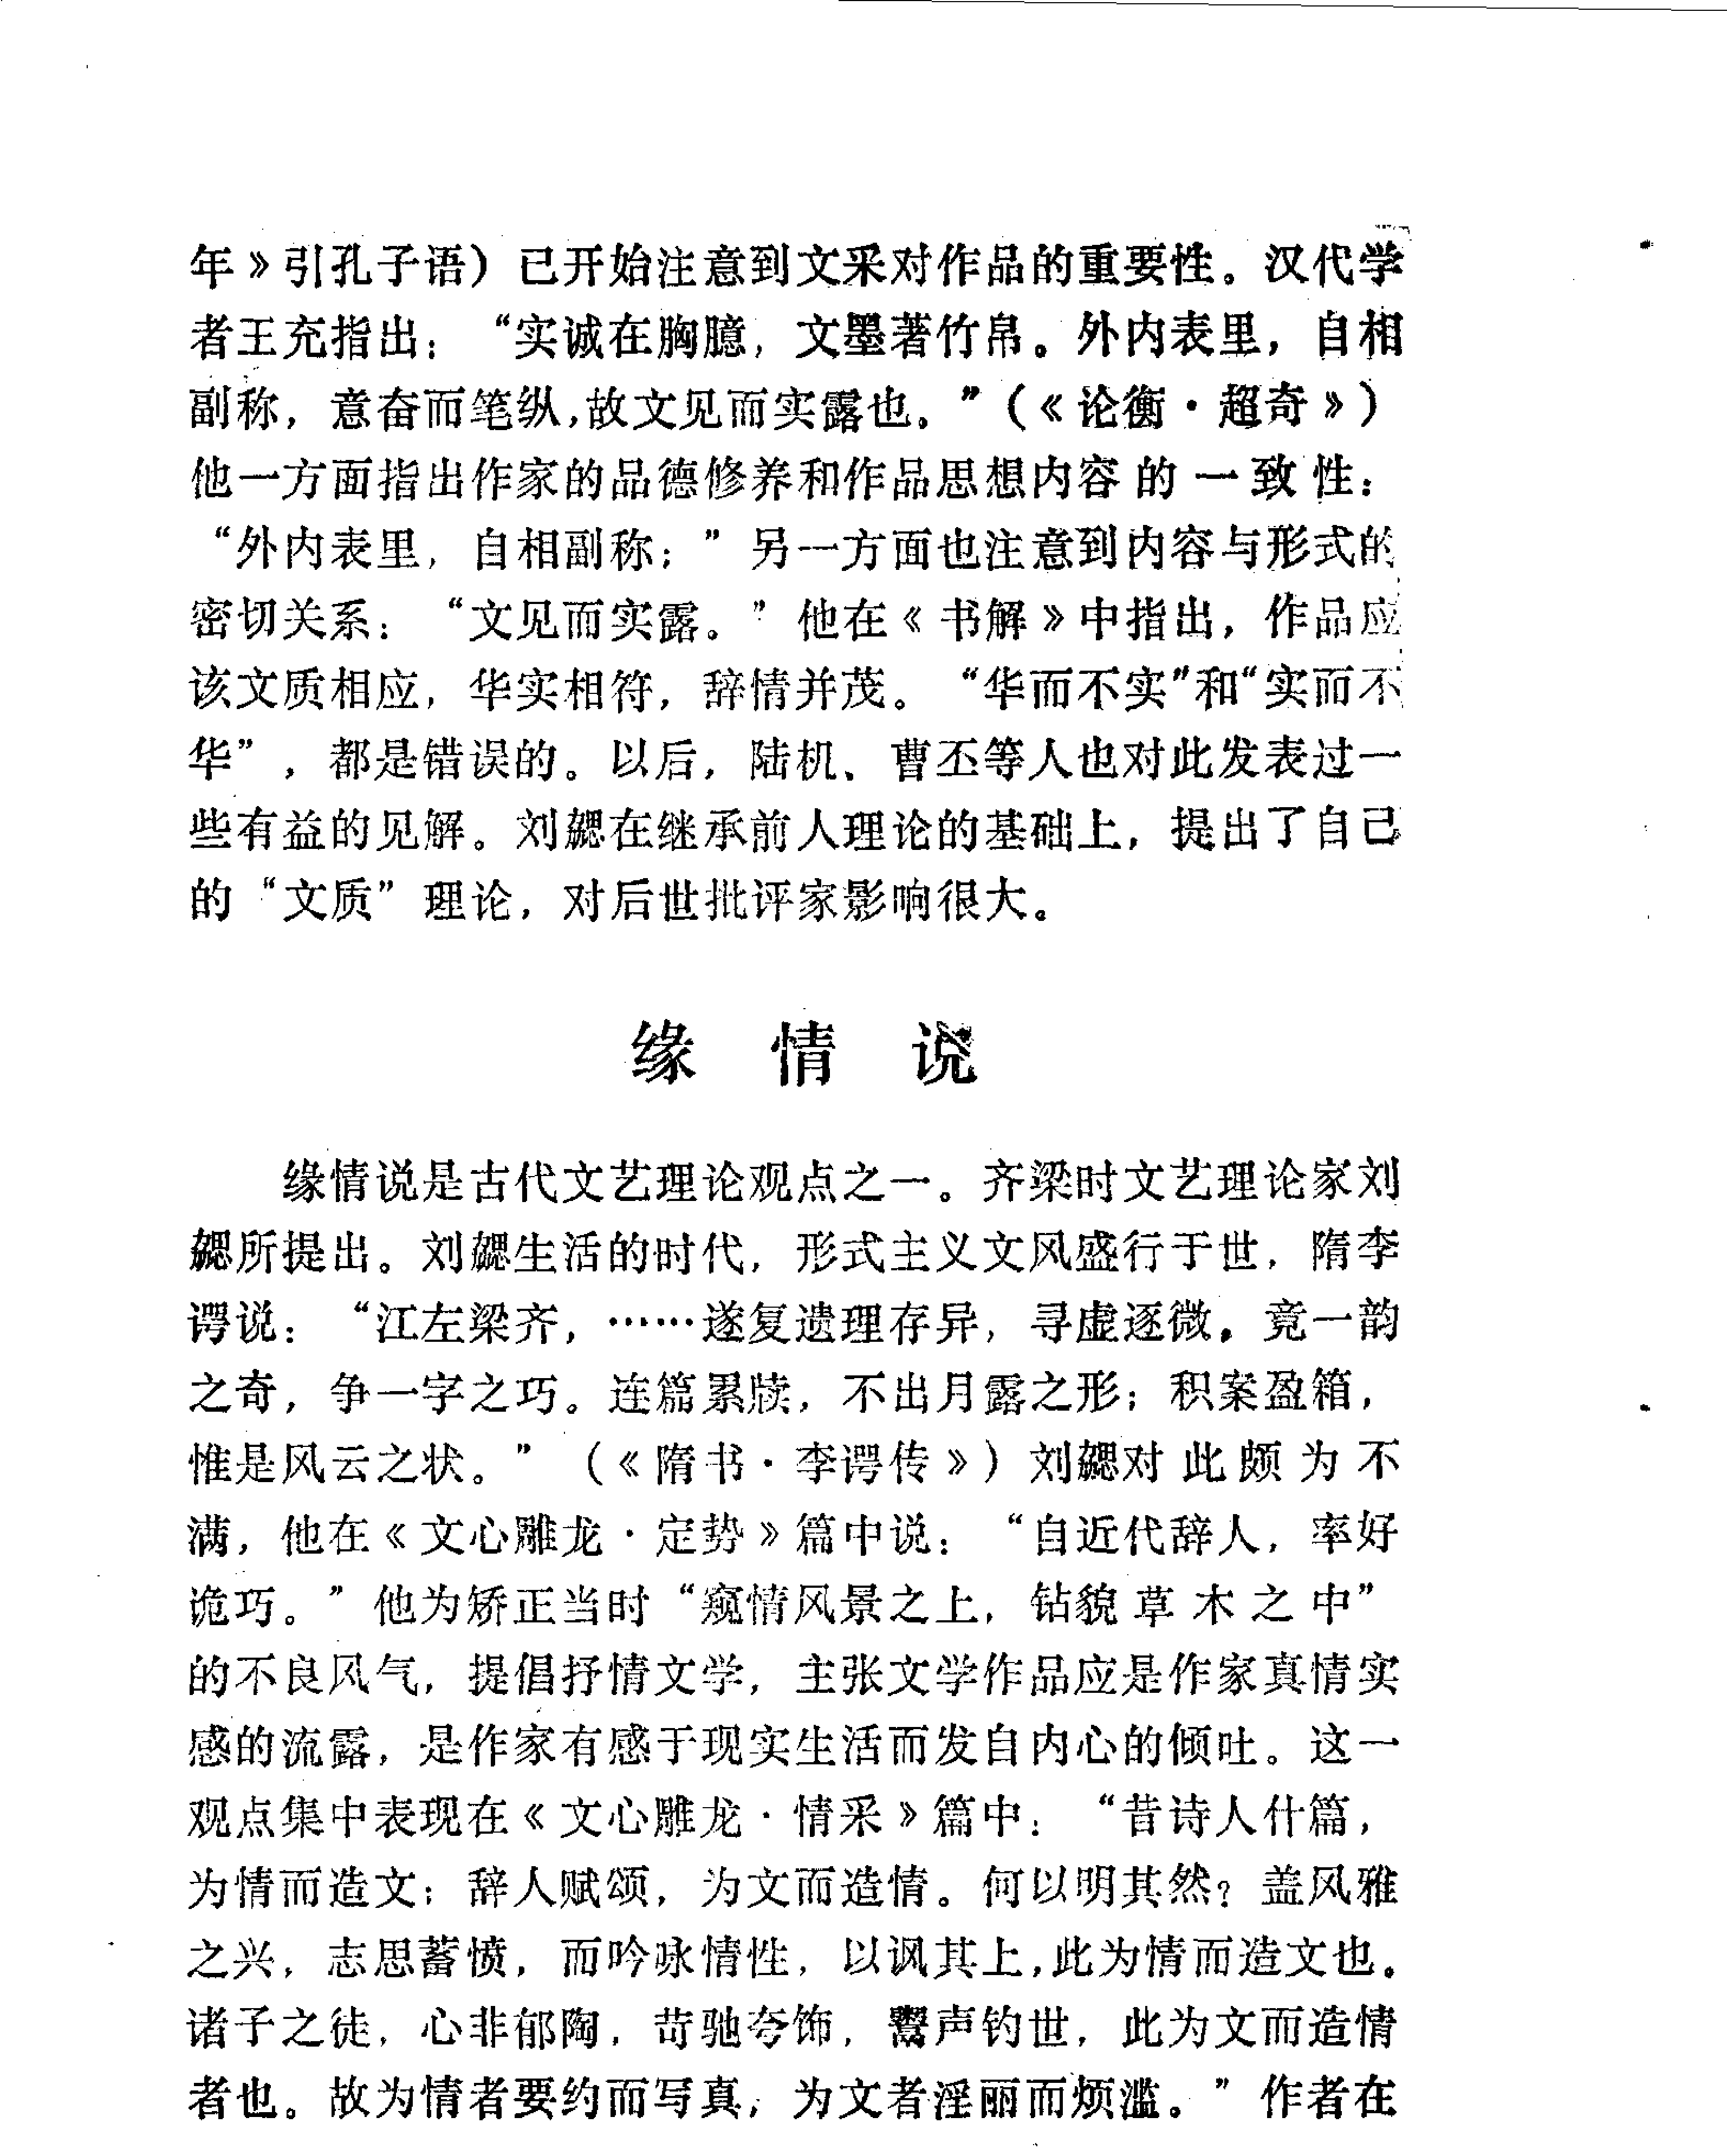 年》引孔子语）已开始注意到文采对作品的重要性。汉代学
者王充指出：“实诚在胸臆，文墨著竹帛。外内表里，自相
副称，意奋而笔纵，故文见而实露也。”（《论衡·超奇》）
他一方面指出作家的品德修养和作品思想内容的一致性：
“外内表里，自相副称；”另一方面也注意到内容与形式的
密切关系：“文见而实露。”他在《书解》中指出，作品应
该文质相应，华实相符，辞情并茂。“华而不实”和“实而不
华”，都是错误的。以后，陆机、曹丕等人也对此发表过一
些有益的见解。刘勰在继承前人理论的基础上，提出了自己
的“文质”理论，对后世批评家影响很大。
缘情说
缘情说是古代文艺理论观点之一。齐梁时文艺理论家刘
勰所提出。刘勰生活的时代，形式主义文风盛行于世，隋李
谔说：“江左梁齐，……遂复遗理存异，寻虚逐微，竟一韵
之奇，争一字之巧。连篇累牍，不出月露之形；积案盈箱，
惟是风云之状。”（《隋书·李谔传》）刘勰对此颇为不
满，他在《文心雕龙·定势》篇中说：“自近代辞人，率好
诡巧。”他为矫正当时“窥情风景之上，钻貌草木之中”
的不良风气，提倡抒情文学，主张文学作品应是作家真情实
感的流露，是作家有感于现实生活而发自内心的倾吐。这一
观点集中表现在《文心雕龙·情采》篇中：“昔诗人什篇，
为情而造文；辞人赋颂，为文而造情。何以明其然？盖风雅
之兴，志思蓄愤，而吟咏情性，以讽其上，此为情而造文也。
诸子之徒，心非郁陶，苛驰夸饰，鬻声钓世，此为文而造情
者也。故为情者要约而写真，为文者淫丽而烦滥。”作者在